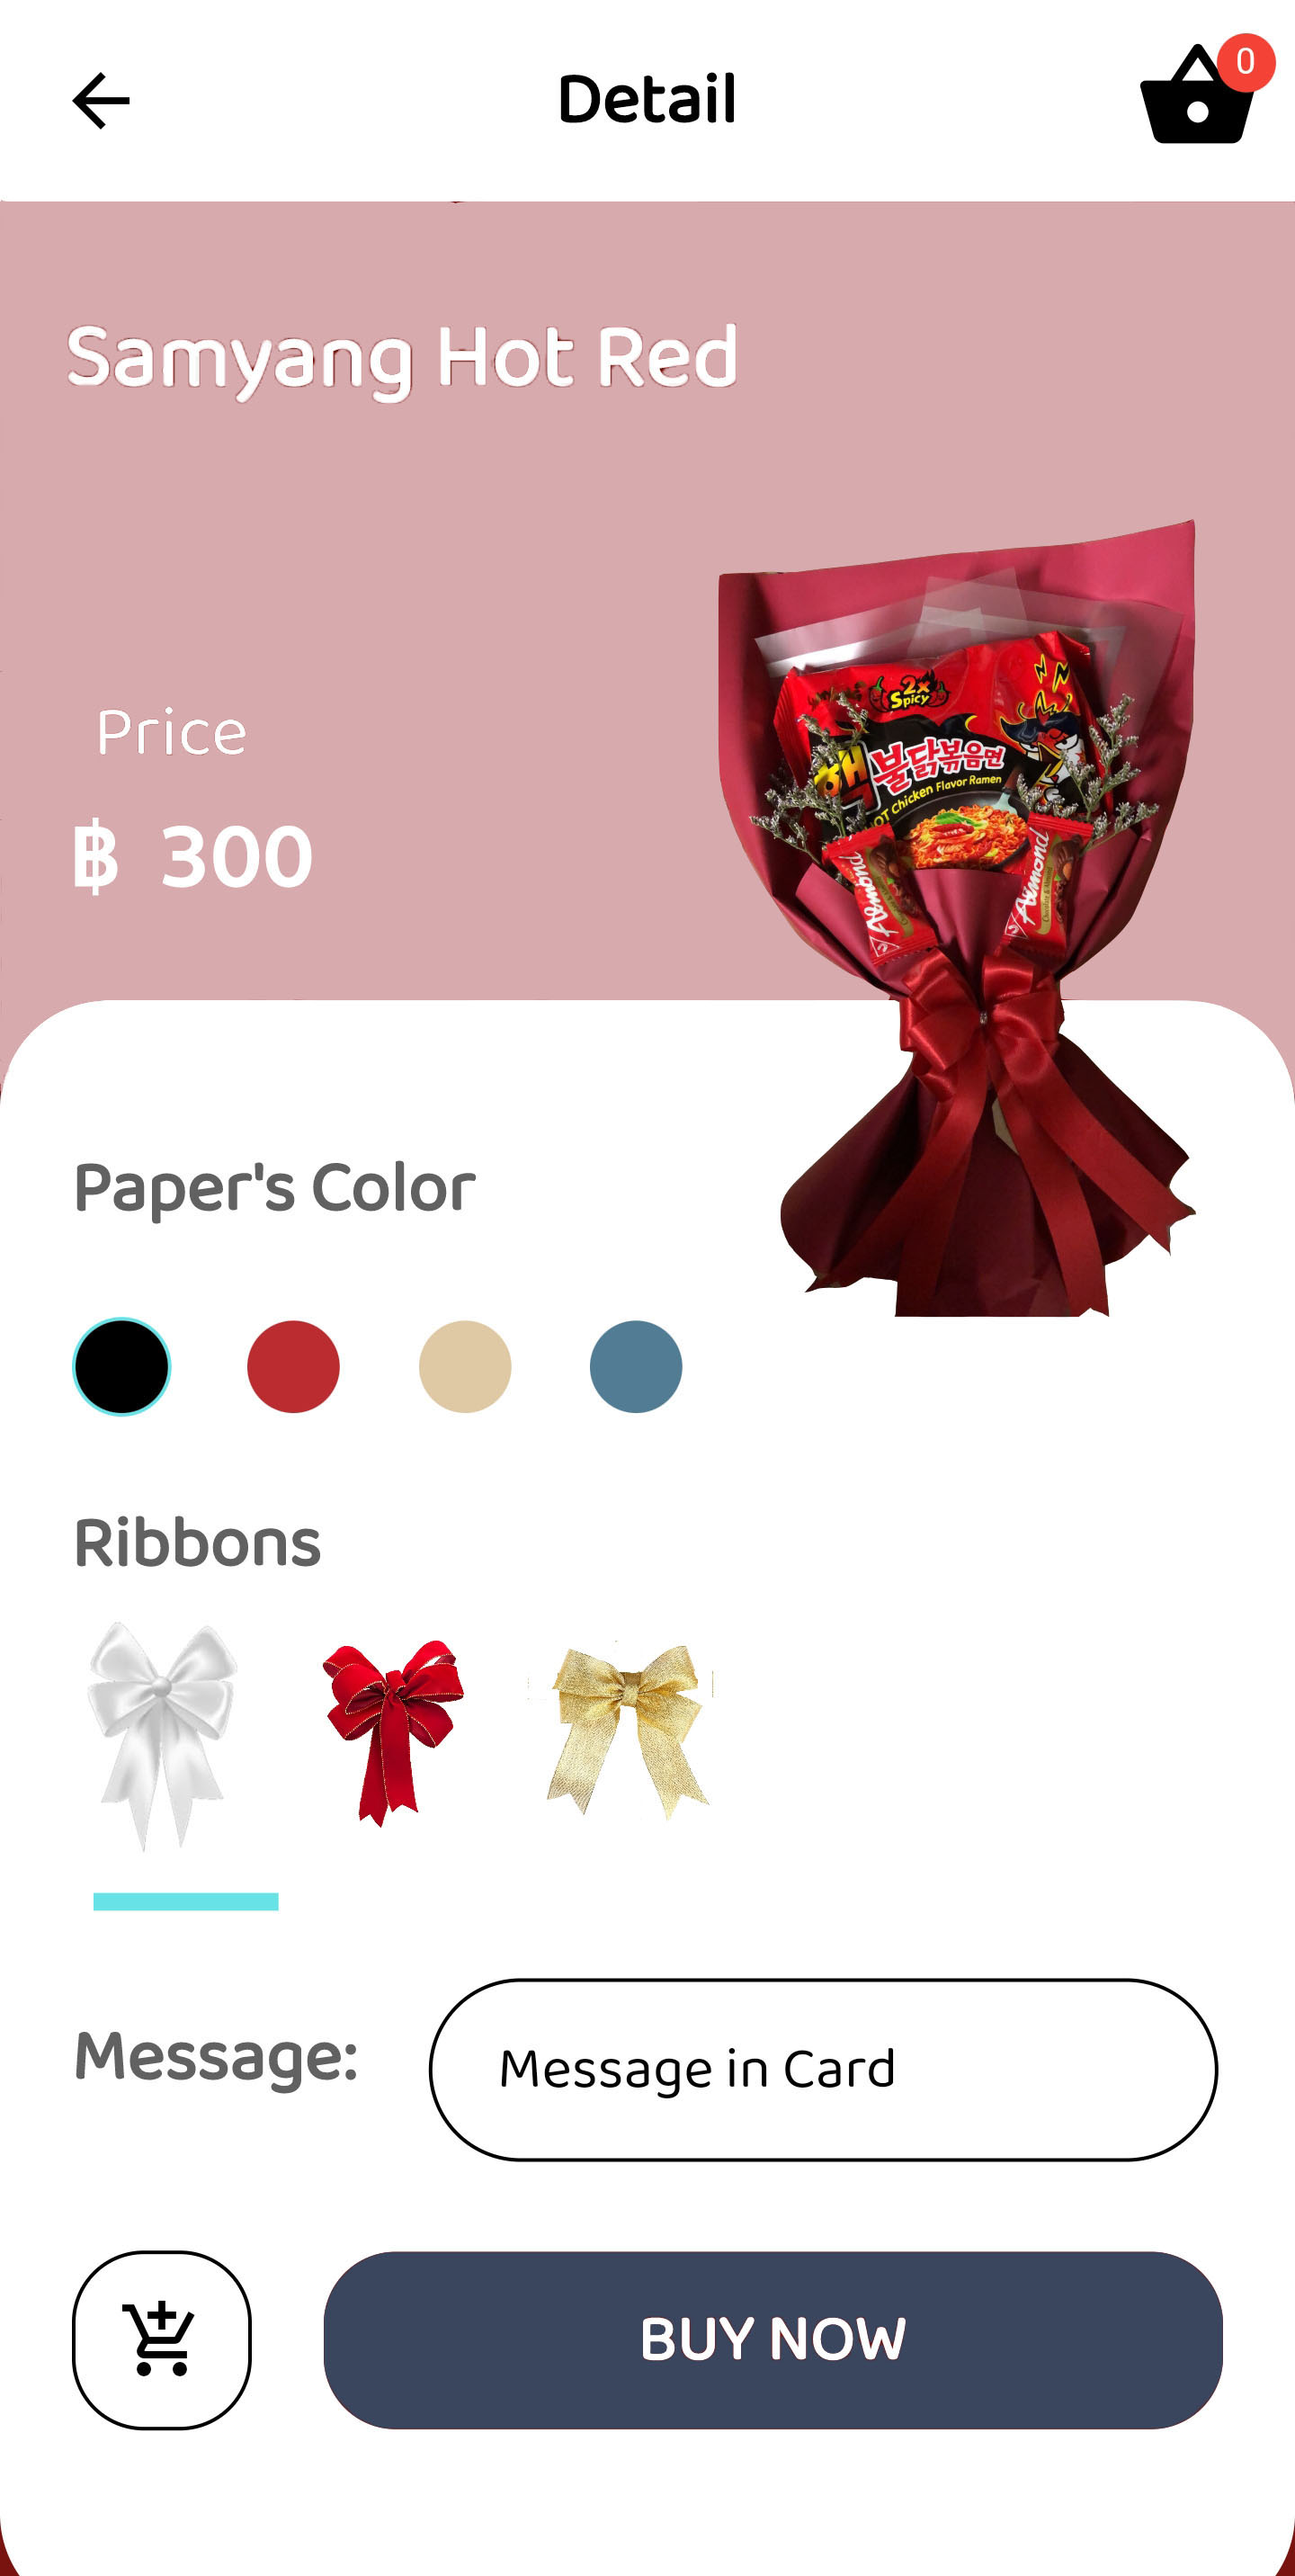 Detail
0
Samyang Hot Red
Price
฿ 300
2x
Spicy
핵불닭볶음면
HOT Chicken Flavor Ramen
Almond
Almond
Paper's Color
Ribbons
Message:
Message in Card
BUY NOW